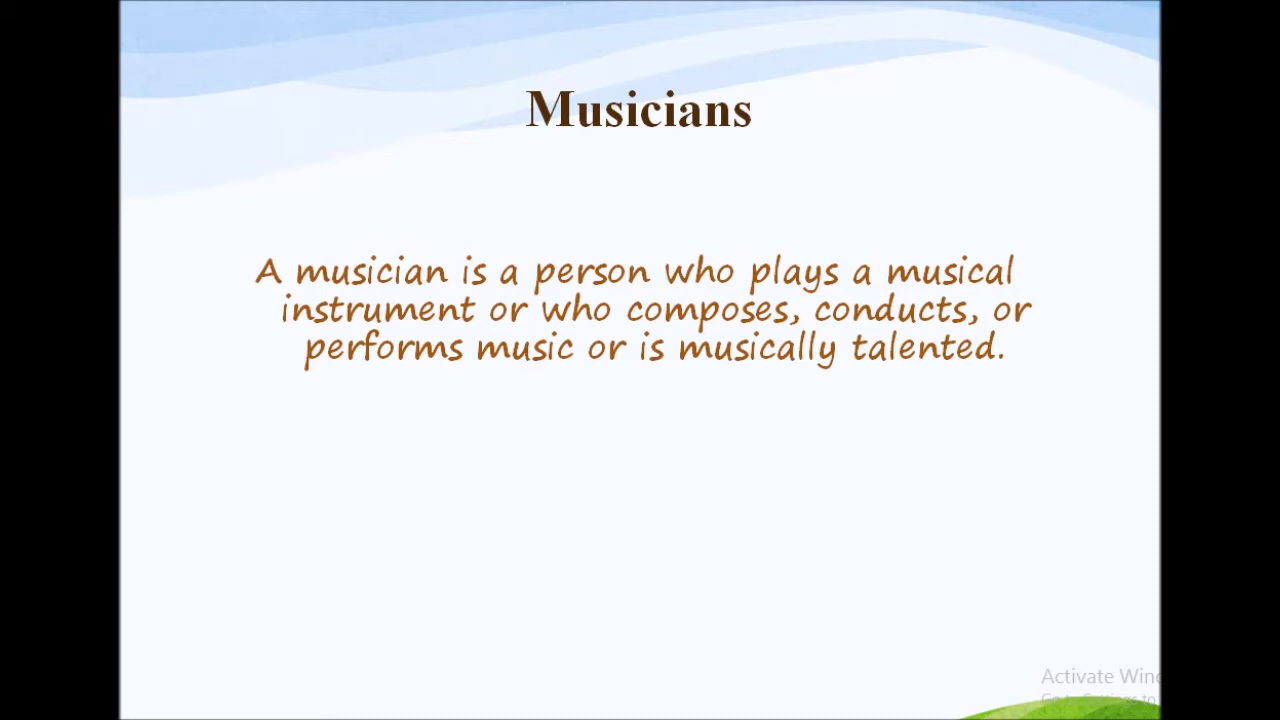 Musicians
A musician is a person who plays a musical
instrument or who composes, conducts, or
performs music or is musically talented.
Activate Win